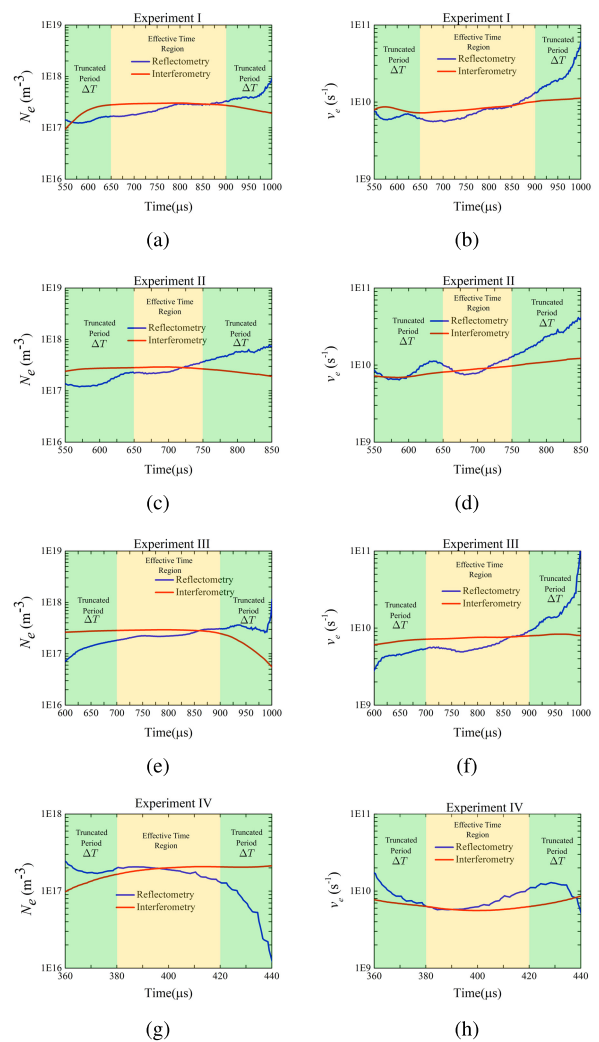 Experiment I
1E19
1E18
1E17
1E16
N_e (m⁻³)
Truncated
Period
ΔT
Effective Time
Region
Reflectometry
Interferometry
Truncated
Period
ΔT
550 600 650 700 750 800 850 900 950 1000
Time(μs)
(a)
Experiment I
1E11
1E10
1E9
ν_e (s⁻¹)
Truncated
Period
ΔT
Effective Time
Region
Reflectometry
Interferometry
Truncated
Period
ΔT
550 600 650 700 750 800 850 900 950 1000
Time(μs)
(b)
Experiment II
1E19
1E18
1E17
1E16
N_e (m⁻³)
Truncated
Period
ΔT
Effective Time
Region
Reflectometry
Interferometry
Truncated
Period
ΔT
550 600 650 700 750 800 850
Time(μs)
(c)
Experiment II
1E11
1E10
1E9
ν_e (s⁻¹)
Truncated
Period
ΔT
Effective Time
Region
Reflectometry
Interferometry
Truncated
Period
ΔT
550 600 650 700 750 800 850
Time(μs)
(d)
Experiment III
1E19
1E18
1E17
1E16
N_e (m⁻³)
Truncated
Period
ΔT
Effective Time
Region
Reflectometry
Interferometry
Truncated
Period
ΔT
600 650 700 750 800 850 900 950 1000
Time(μs)
(e)
Experiment III
1E11
1E10
1E9
ν_e (s⁻¹)
Truncated
Period
ΔT
Effective Time
Region
Reflectometry
Interferometry
Truncated
Period
ΔT
600 700 800 900 1000
Time(μs)
(f)
Experiment IV
1E18
1E17
1E16
N_e (m⁻³)
Truncated
Period
ΔT
Effective Time
Region
Reflectometry
Interferometry
Truncated
Period
ΔT
360 380 400 420 440
Time(μs)
(g)
Experiment IV
1E11
1E10
1E9
ν_e (s⁻¹)
Truncated
Period
ΔT
Effective Time
Region
Reflectometry
Interferometry
Truncated
Period
ΔT
360 380 400 420 440
Time(μs)
(h)